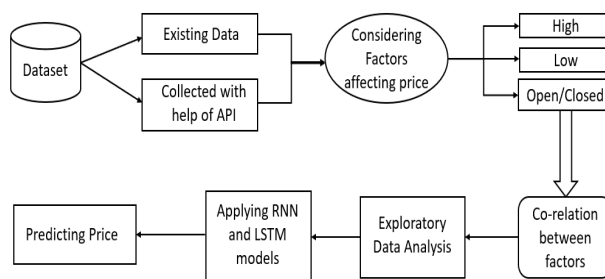 Dataset
Existing Data
Collected with
help of API
Considering
Factors
affecting price
High
Low
Open/Closed
Co-relation
between
factors
Exploratory
Data Analysis
Applying RNN
and LSTM
models
Predicting Price